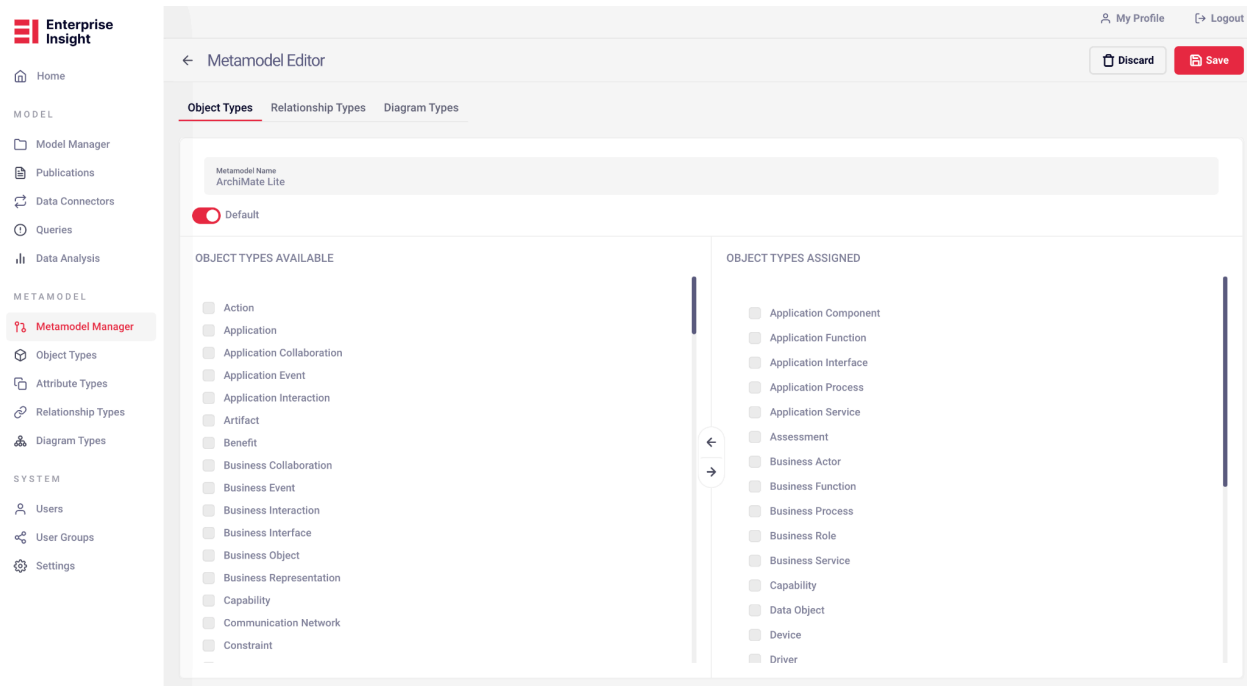 Enterprise
Insight
My Profile
Logout
Metamodel Editor
Discard
Save
Home
MODEL
Model Manager
Publications
Data Connectors
Queries
Data Analysis
METAMODEL
Metamodel Manager
Object Types
Attribute Types
Relationship Types
Diagram Types
SYSTEM
Users
User Groups
Settings
Object Types
Relationship Types
Diagram Types
Metamodel Name
ArchiMate Lite
Default
OBJECT TYPES AVAILABLE
Action
Application
Application Collaboration
Application Event
Application Interaction
Artifact
Benefit
Business Collaboration
Business Event
Business Interaction
Business Interface
Business Object
Business Representation
Capability
Communication Network
Constraint
OBJECT TYPES ASSIGNED
Application Component
Application Function
Application Interface
Application Process
Application Service
Assessment
Business Actor
Business Function
Business Process
Business Role
Business Service
Capability
Data Object
Device
Driver